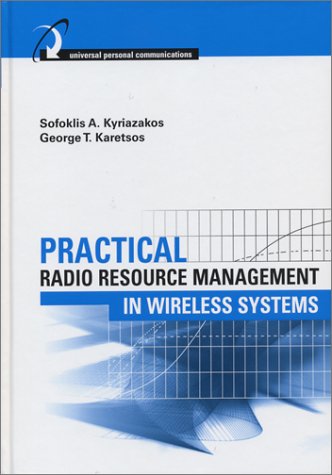 universal personal communications
Sofoklis A. Kyriazakos
George T. Karetsos
PRACTICAL
RADIO RESOURCE MANAGEMENT
IN WIRELESS SYSTEMS